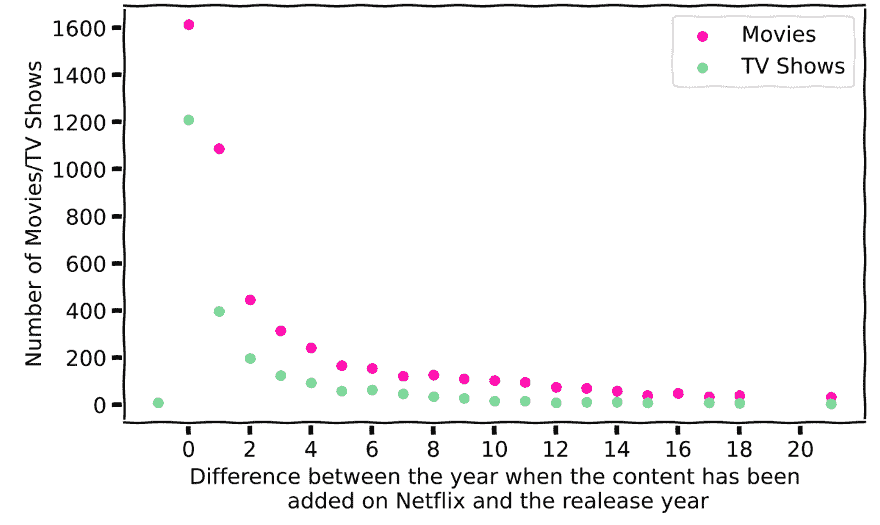 Movies
TV Shows
Number of Movies/TV Shows
1600
1400
1200
1000
800
600
400
200
0
0 2 4 6 8 10 12 14 16 18 20
Difference between the year when the content has been
added on Netflix and the realease year